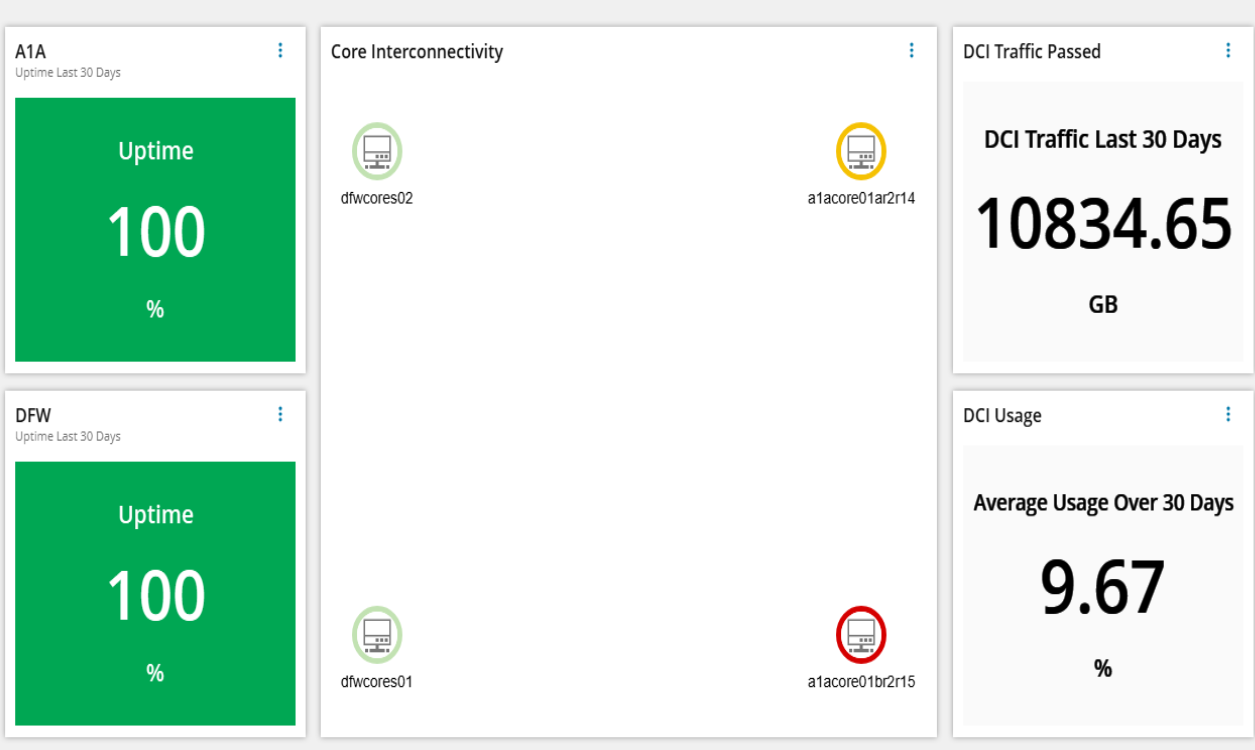 A1A
Uptime Last 30 Days
Uptime
100
%
DFW
Uptime Last 30 Days
Uptime
100
%
Core Interconnectivity
dfwcores02
a1acore01ar2r14
dfwcores01
a1acore01br2r15
DCI Traffic Passed
DCI Traffic Last 30 Days
10834.65
GB
DCI Usage
Average Usage Over 30 Days
9.67
%